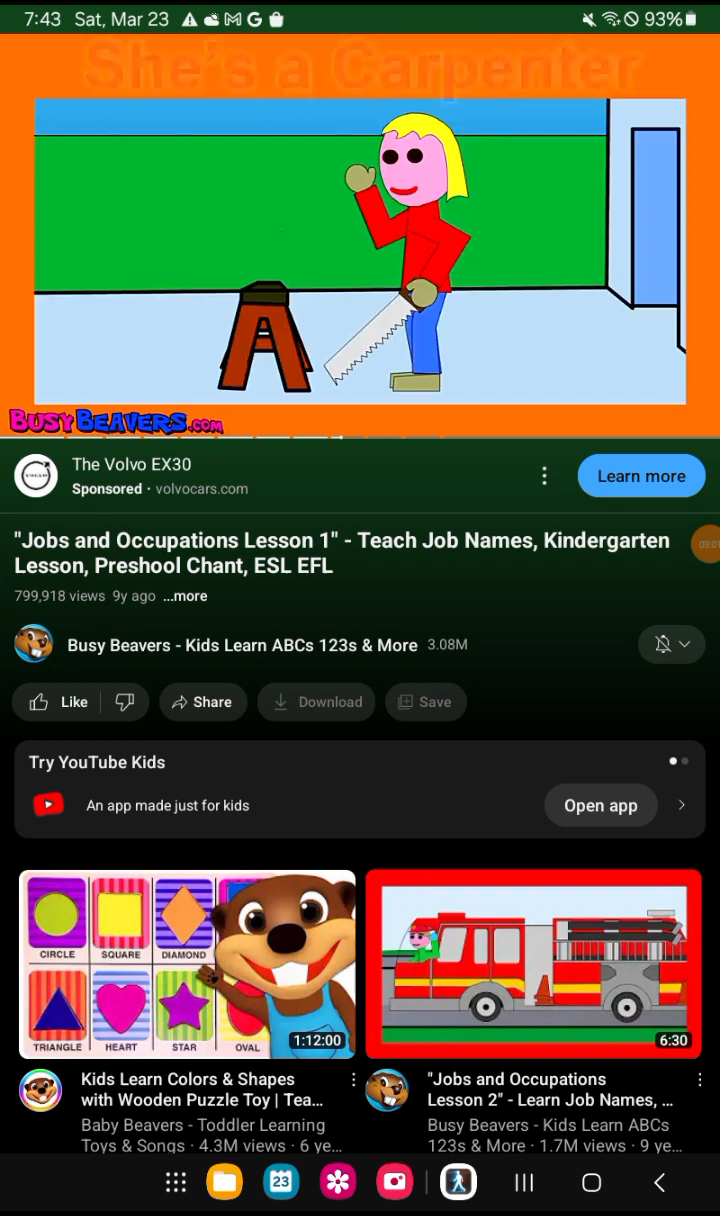 7:43 Sat, Mar 23
93%
She's a Carpenter
BUSYBEAVERS.COM
The Volvo EX30
Sponsored · volvocars.com
Learn more
"Jobs and Occupations Lesson 1" - Teach Job Names, Kindergarten
Lesson, Preshool Chant, ESL EFL
03:01
799,918 views 9y ago ...more
Busy Beavers - Kids Learn ABCs 123s & More 3.08M
Like
Share
Download
Save
Try YouTube Kids
An app made just for kids
Open app
CIRCLE SQUARE DIAMOND
TRIANGLE HEART STAR OVAL
1:12:00
6:30
Kids Learn Colors & Shapes
with Wooden Puzzle Toy | Tea...
Baby Beavers - Toddler Learning
Toys & Songs · 4.3M views · 6 ye...
"Jobs and Occupations
Lesson 2" - Learn Job Names, ...
Busy Beavers - Kids Learn ABCs
123s & More · 1.7M views · 9 ye...
23